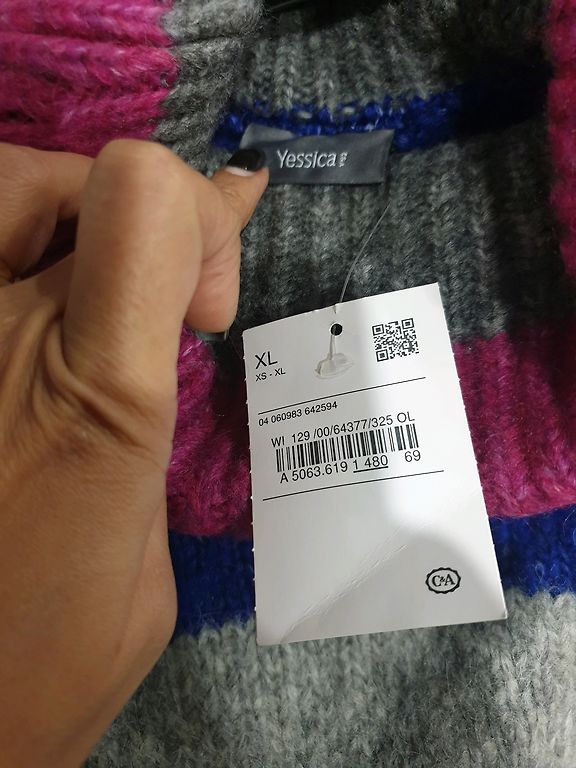 Yessica
XL
XS - XL
04 060983 642594
WI 129 /00/64377/325 OL
A 5063.619 1 480 69
C&A